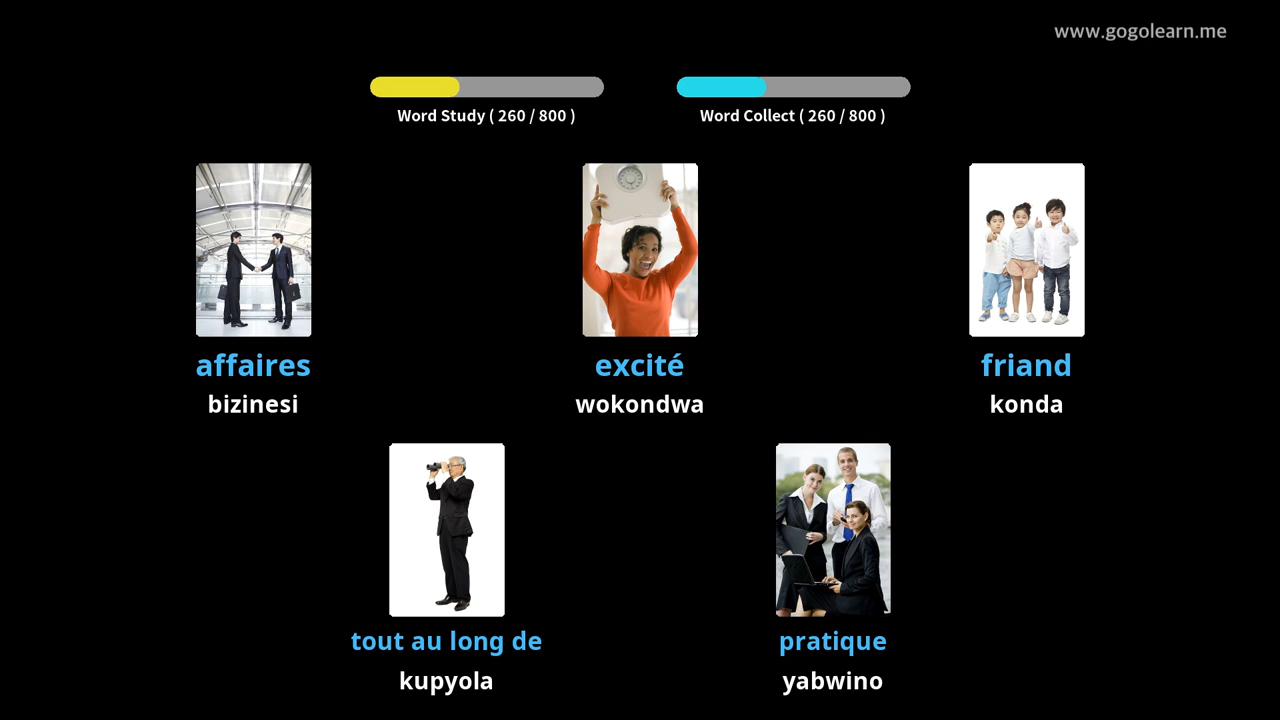 www.gogolearn.me
Word Study ( 260 / 800 )
Word Collect ( 260 / 800 )
affaires
bizinesi
excité
wokondwa
friand
konda
tout au long de
kupyola
pratique
yabwino